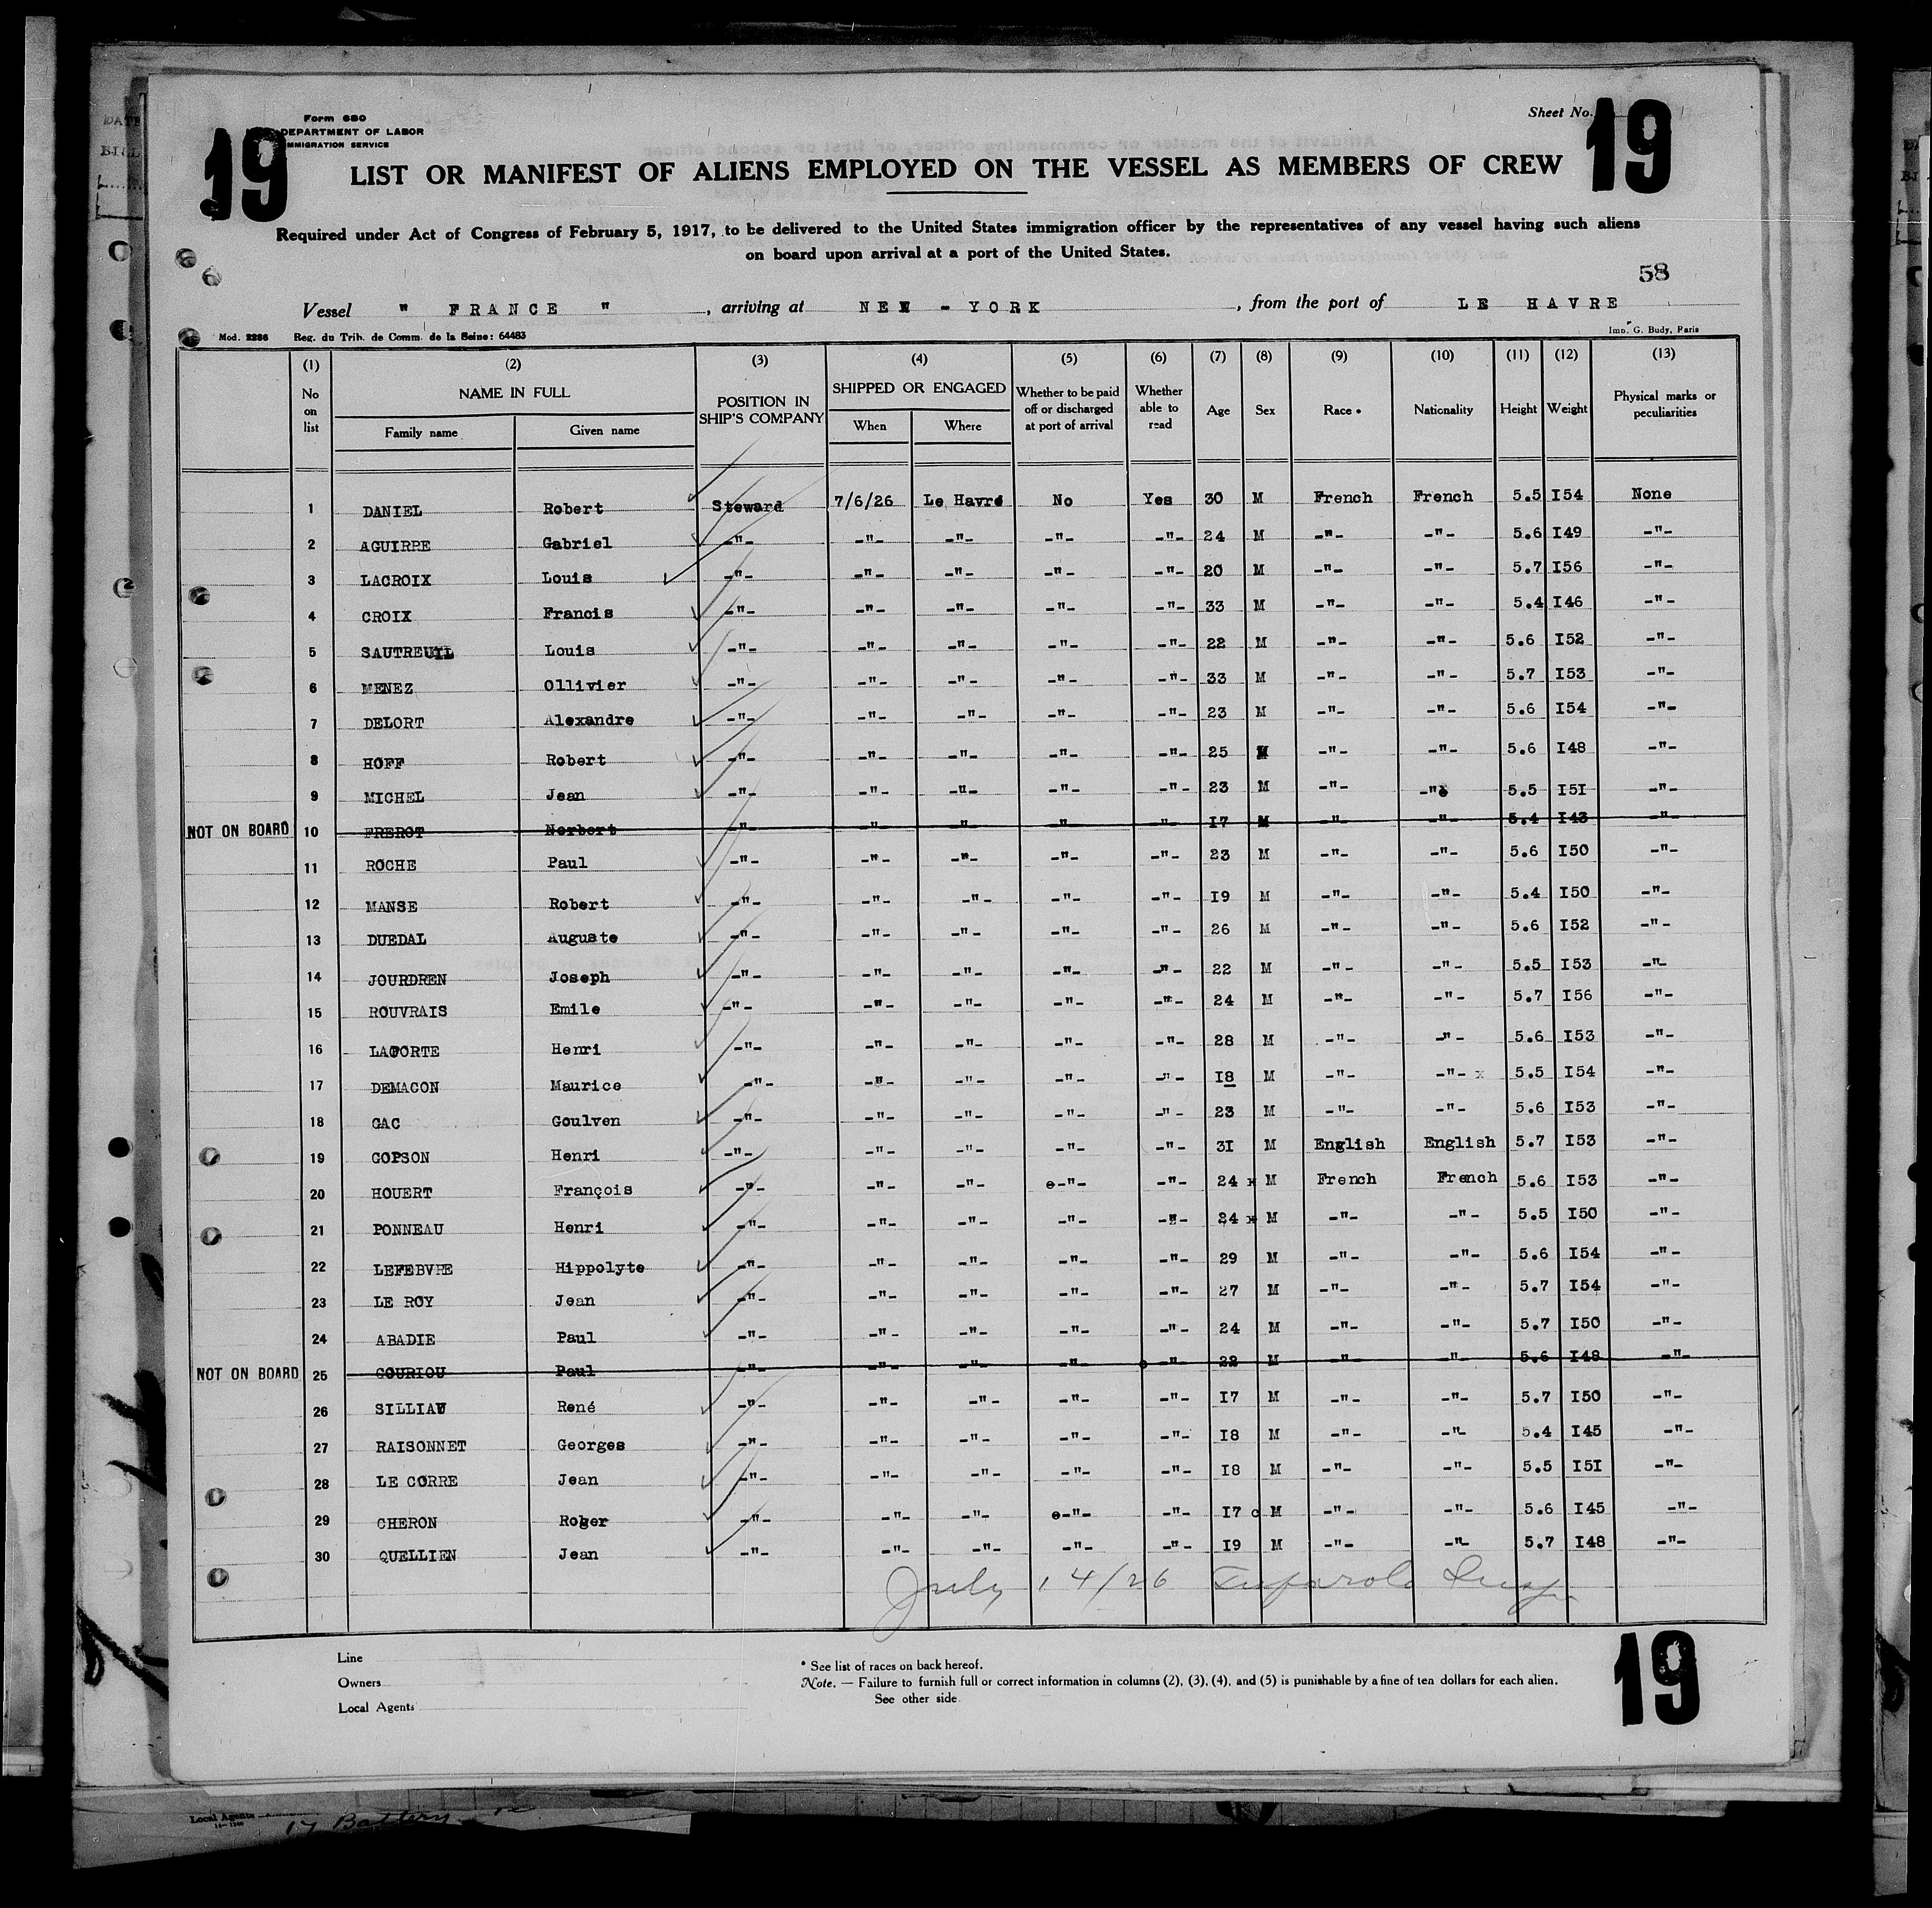 19
Form 680
DEPARTMENT OF LABOR
IMMIGRATION SERVICE
Sheet No. 19
LIST OR MANIFEST OF ALIENS EMPLOYED ON THE VESSEL AS MEMBERS OF CREW
Required under Act of Congress of February 5, 1917, to be delivered to the United States immigration officer by the representatives of any vessel having such aliens
on board upon arrival at a port of the United States.
58
Vessel " FRANCE ", arriving at NEW - YORK, from the port of LE HAVRE
Mod. 2286 Reg. du Trib. de Comm. de la Seine: 64483 Imp. G. Budy, Paris
(1) (2) (3) (4) (5) (6) (7) (8) (9) (10) (11) (12) (13)
No on list NAME IN FULL Family name Given name POSITION IN SHIP'S COMPANY SHIPPED OR ENGAGED When Where Whether to be paid off or discharged at port of arrival Whether able to read Age Sex Race • Nationality Height Weight Physical marks or peculiarities
1 DANIEL Robert Steward 7/6/26 Le Havre No Yes 30 M French French 5.5 I54 None
2 AGUIRRE Gabriel -"- -"- -"- -"- -"- 24 M -"- -"- 5.6 I49 -"-
3 LACROIX Louis -"- -"- -"- -"- -"- 20 M -"- -"- 5.7 I56 -"-
4 CROIX Francis -"- -"- -"- -"- -"- 33 M -"- -"- 5.4 I46 -"-
5 SAUTREUIL Louis -"- -"- -"- -"- -"- 22 M -"- -"- 5.6 I52 -"-
6 MENEZ Ollivier -"- -"- -"- -"- -"- 33 M -"- -"- 5.7 I53 -"-
7 DELORT Alexandre -"- -"- -"- -"- -"- 23 M -"- -"- 5.6 I54 -"-
8 HOFF Robert -"- -"- -"- -"- -"- 25 M -"- -"- 5.6 I48 -"-
9 MICHEL Jean -"- -"- -"- -"- -"- 23 M -"- -"- 5.5 I5I -"-
NOT ON BOARD 10 FREROT Norbert -"- -"- -"- -"- -"- I7 M -"- -"- 5.4 I43 -"-
11 ROCHE Paul -"- -"- -"- -"- -"- 23 M -"- -"- 5.6 I50 -"-
12 MANSE Robert -"- -"- -"- -"- -"- I9 M -"- -"- 5.4 I50 -"-
13 DUEDAL Auguste -"- -"- -"- -"- -"- 26 M -"- -"- 5.6 I52 -"-
14 JOURDREN Joseph -"- -"- -"- -"- -"- 22 M -"- -"- 5.5 I53 -"-
15 ROUVRAIS Emile -"- -"- -"- -"- -"- 24 M -"- -"- 5.7 I56 -"-
16 LAPORTE Henri -"- -"- -"- -"- -"- 28 M -"- -"- 5.6 I53 -"-
17 DEMACON Maurice -"- -"- -"- -"- -"- I8 M -"- -"- x 5.5 I54 -"-
18 GAC Goulven -"- -"- -"- -"- -"- 23 M -"- -"- 5.6 I53 -"-
19 GOPSON Henri -"- -"- -"- -"- -"- 3I M English English 5.7 I53 -"-
20 HOUERT François -"- -"- -"- o-"- -"- 24 x M French French 5.6 I53 -"-
21 PONNEAU Henri -"- -"- -"- -"- -"- 24 x M -"- -"- 5.5 I50 -"-
22 LEFEBVRE Hippolyte -"- -"- -"- -"- -"- 29 M -"- -"- 5.6 I54 -"-
23 LE ROY Jean -"- -"- -"- -"- -"- 27 M -"- -"- 5.7 I54 -"-
24 ABADIE Paul -"- -"- -"- -"- -"- 24 M -"- -"- 5.7 I50 -"-
NOT ON BOARD 25 GOURIOU Paul -"- -"- -"- -"- o-"- 22 M -"- -"- 5.6 I48 -"-
26 SILLIAU René -"- -"- -"- -"- -"- I7 M -"- -"- 5.7 I50 -"-
27 RAISONNET Georges -"- -"- -"- -"- -"- I8 M -"- -"- 5.4 I45 -"-
28 LE CORRE Jean -"- -"- -"- -"- -"- I8 M -"- -"- 5.5 I5I -"-
29 CHERON Roger -"- -"- -"- o-"- -"- I7 o M -"- -"- 5.6 I45 -"-
30 QUELLIEN Jean -"- -"- -"- -"- -"- I9 M -"- -"- 5.7 I48 -"-
July 14/26
Line
Owners
Local Agents
* See list of races on back hereof.
Note. — Failure to furnish full or correct information in columns (2), (3), (4), and (5) is punishable by a fine of ten dollars for each alien.
See other side.
19
Local Agents
17 Battery